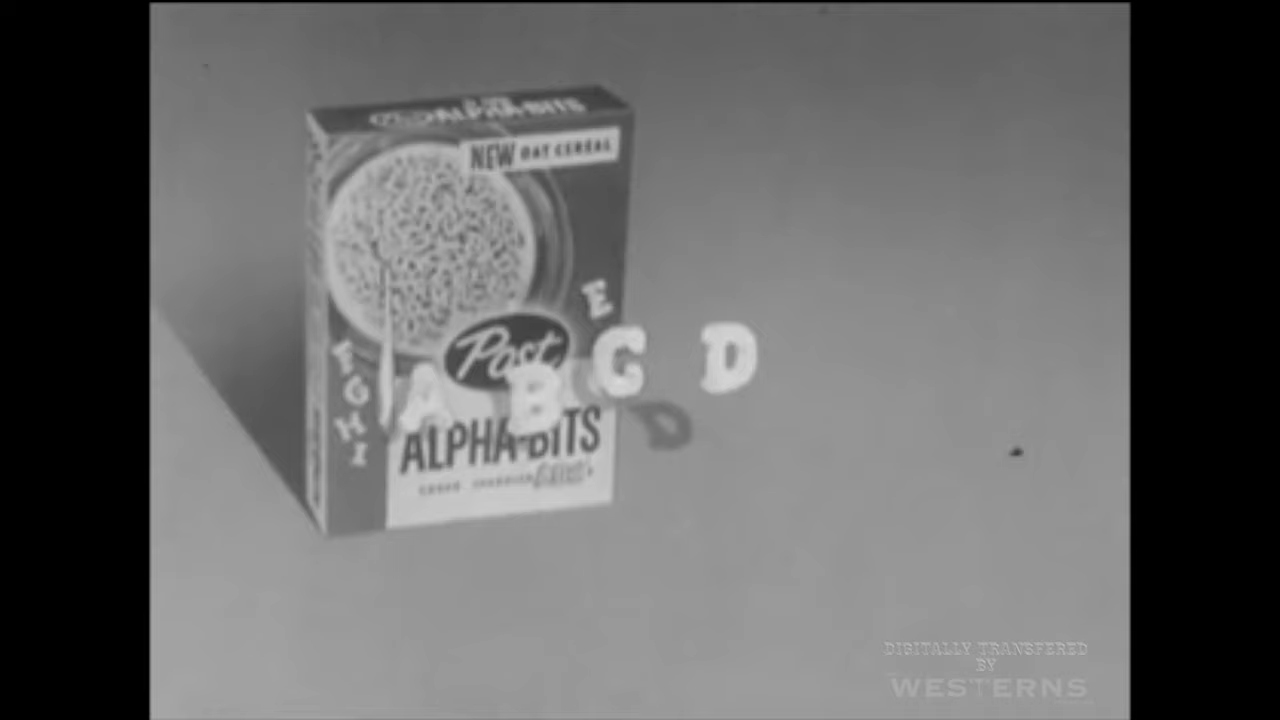 ALPHA-BITS
NEW OAT CEREAL
E
Post
A B C D
E
G
H
I
ALPHA-BITS
DIGITALLY TRANSFERED
BY
WESTERNS